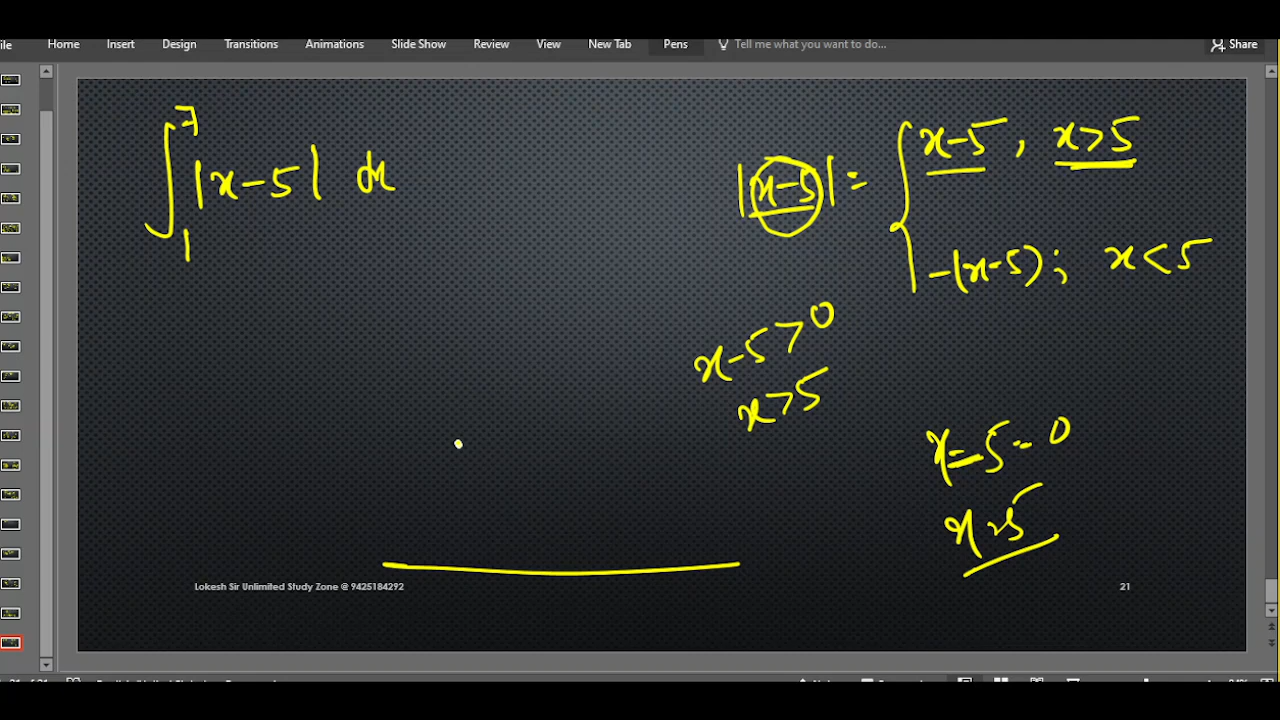 File Home Insert Design Transitions Animations Slide Show Review View New Tab Pens Tell me what you want to do... Share
∫₁⁷ |x-5| dx
|x-5| = { x-5 , x>5
-(x-5) ; x<5
x-5>0
x>5
x-5=0
x=5
Lokesh Sir Unlimited Study Zone @ 9425184292
21